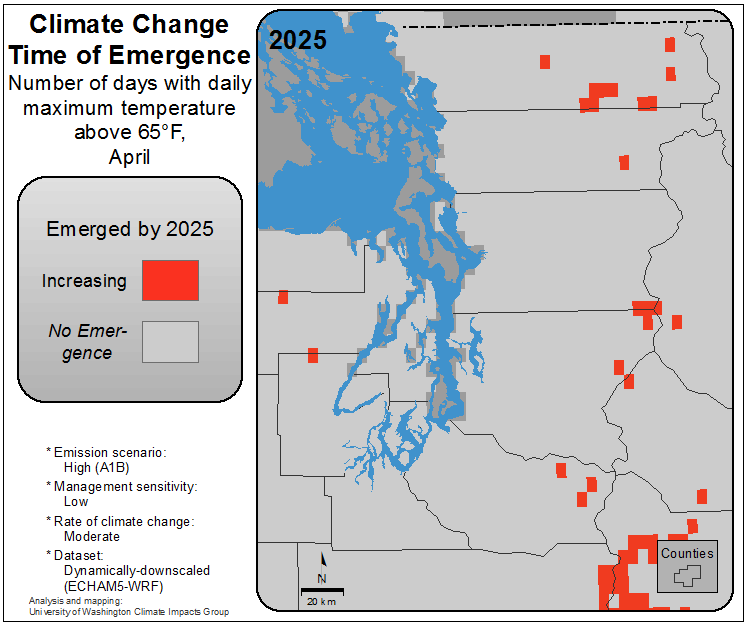 Climate Change
Time of Emergence
Number of days with daily
maximum temperature
above 65°F,
April
Emerged by 2025
Increasing
No Emer-
gence
* Emission scenario:
High (A1B)
* Management sensitivity:
Low
* Rate of climate change:
Moderate
* Dataset:
Dynamically-downscaled
(ECHAM5-WRF)
Analysis and mapping:
University of Washington Climate Impacts Group
2025
N
20 km
Counties